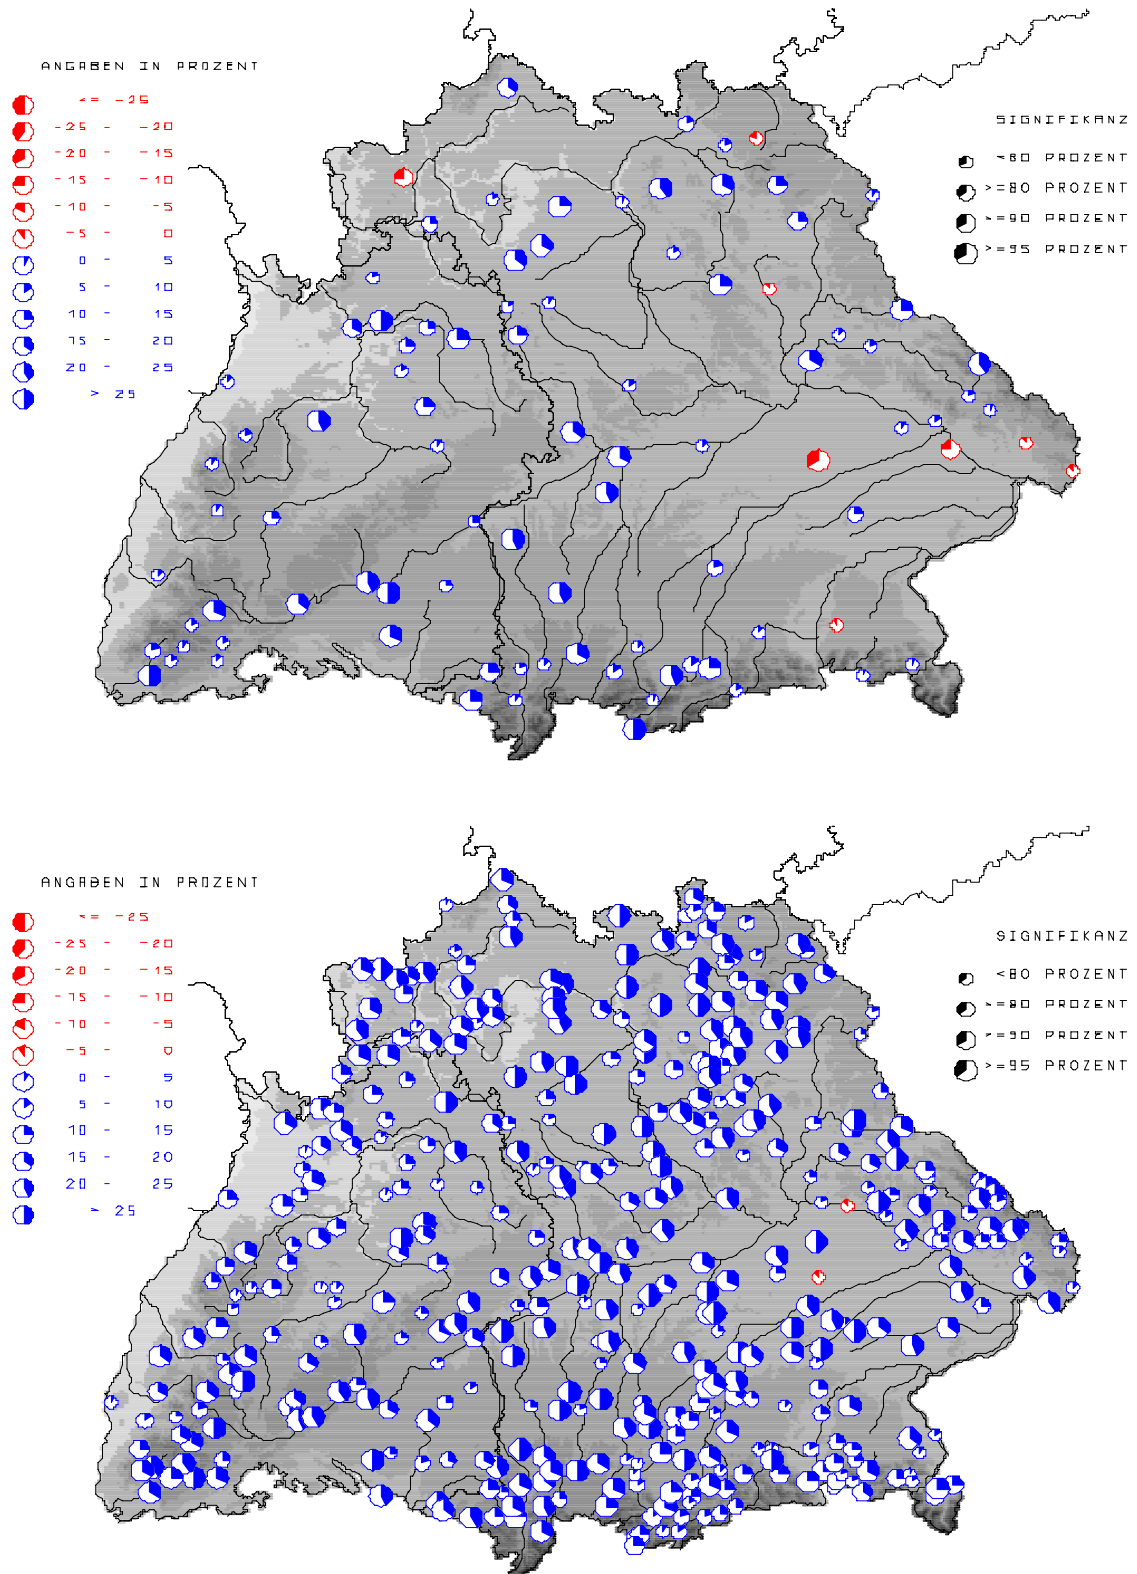 ANGABEN IN PROZENT
<= -25
-25 - -20
-20 - -15
-15 - -10
-10 - -5
-5 - 0
0 - 5
5 - 10
10 - 15
15 - 20
20 - 25
> 25
SIGNIFIKANZ
<80 PROZENT
>=80 PROZENT
>=90 PROZENT
>=95 PROZENT
ANGABEN IN PROZENT
<= -25
-25 - -20
-20 - -15
-15 - -10
-10 - -5
-5 - 0
0 - 5
5 - 10
10 - 15
15 - 20
20 - 25
> 25
SIGNIFIKANZ
<80 PROZENT
>=80 PROZENT
>=90 PROZENT
>=95 PROZENT